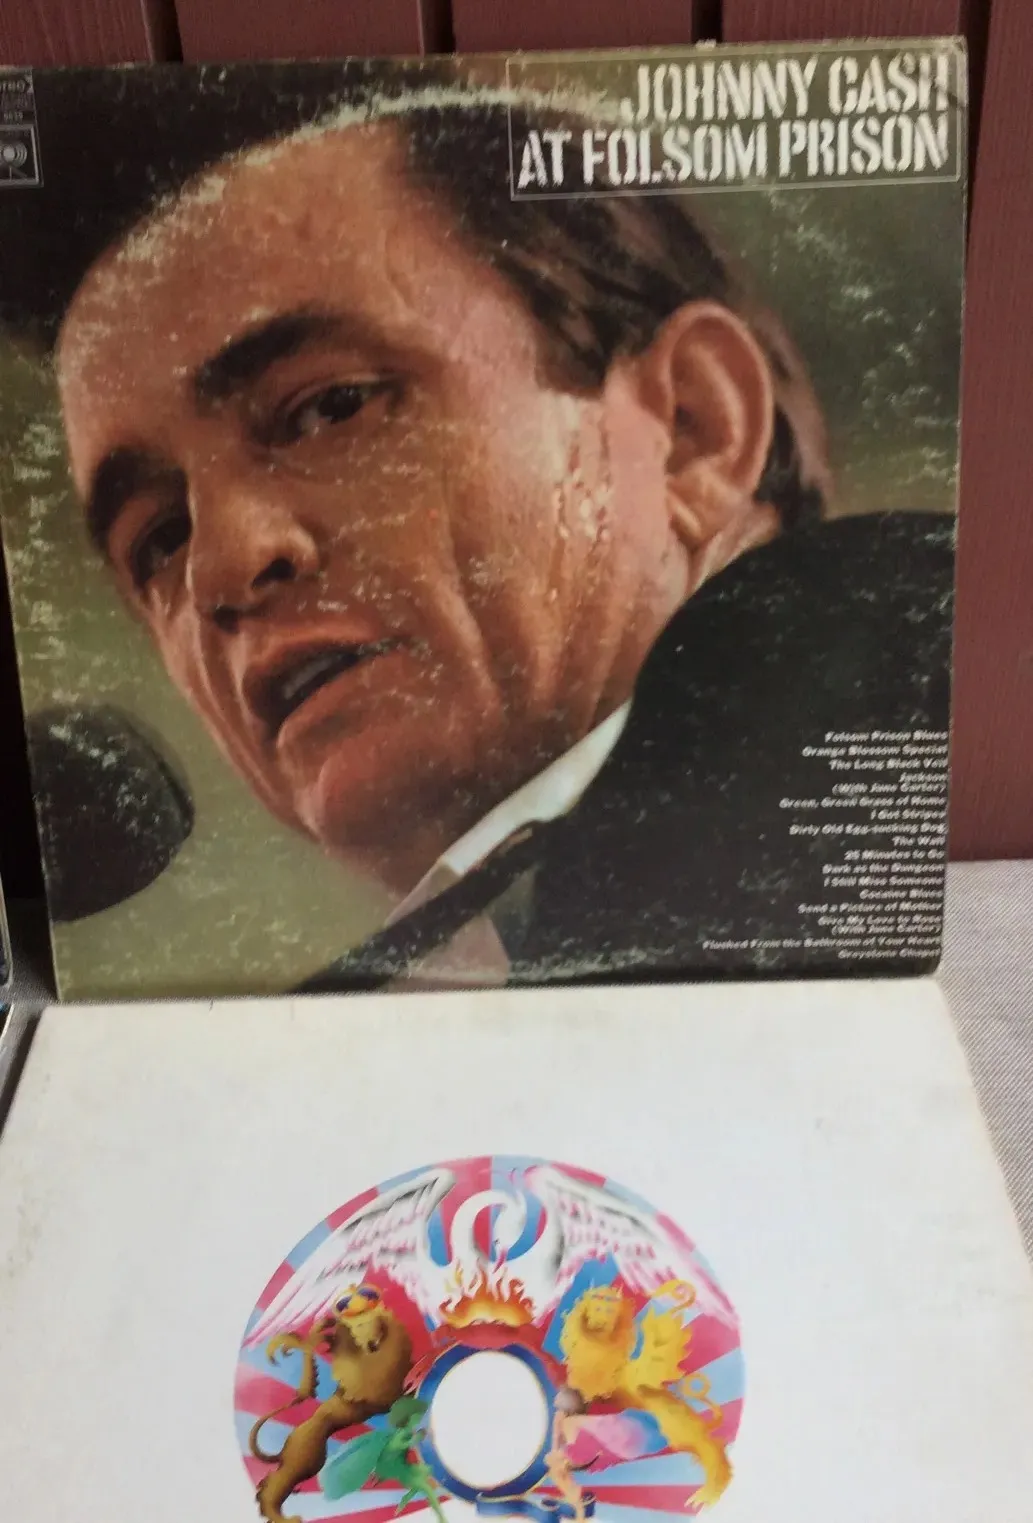 JOHNNY CASH
AT FOLSOM PRISON
Folsom Prison Blues
Orange Blossom Special
The Long Black Veil
Jackson
(With June Carter)
Green, Green Grass of Home
I Got Stripes
Dirty Old Egg-sucking Dog
The Wall
25 Minutes to Go
Dark as the Dungeon
I Still Miss Someone
Cocaine Blues
Send a Picture of Mother
Give My Love to Rose
(With June Carter)
Flushed From the Bathroom of Your Heart
Greystone Chapel